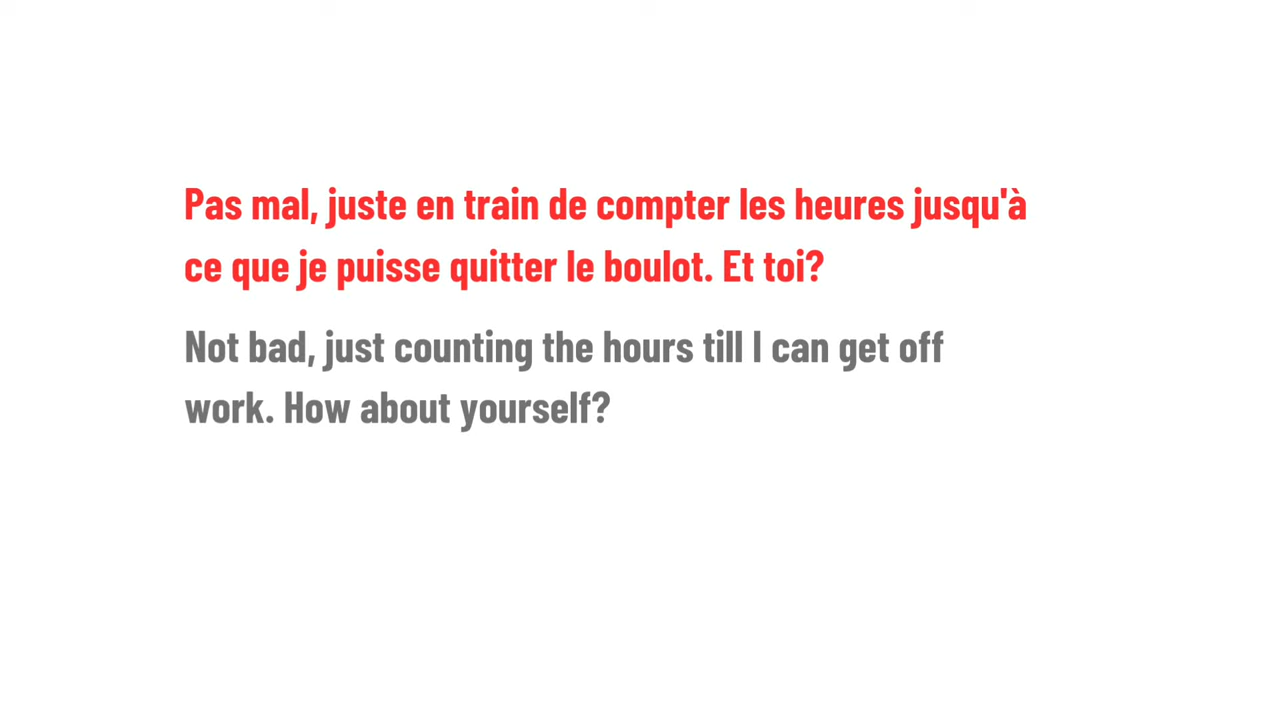 Pas mal, juste en train de compter les heures jusqu'à
ce que je puisse quitter le boulot. Et toi?
Not bad, just counting the hours till I can get off
work. How about yourself?